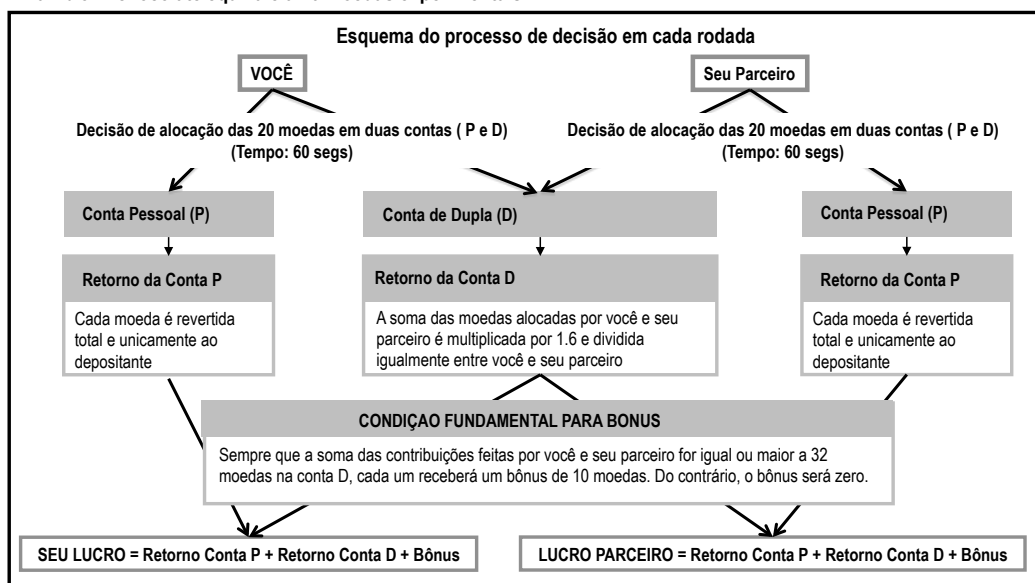 Esquema do processo de decisão em cada rodada
VOCÊ
Seu Parceiro
Decisão de alocação das 20 moedas em duas contas ( P e D)
(Tempo: 60 segs)
Decisão de alocação das 20 moedas em duas contas ( P e D)
(Tempo: 60 segs)
Conta Pessoal (P)
Conta de Dupla (D)
Conta Pessoal (P)
Retorno da Conta P
Cada moeda é revertida
total e unicamente ao
depositante
Retorno da Conta D
A soma das moedas alocadas por você e seu
parceiro é multiplicada por 1.6 e dividida
igualmente entre você e seu parceiro
Retorno da Conta P
Cada moeda é revertida
total e unicamente ao
depositante
CONDIÇAO FUNDAMENTAL PARA BONUS
Sempre que a soma das contribuições feitas por você e seu parceiro for igual ou maior a 32
moedas na conta D, cada um receberá um bônus de 10 moedas. Do contrário, o bônus será zero.
SEU LUCRO = Retorno Conta P + Retorno Conta D + Bônus
LUCRO PARCEIRO = Retorno Conta P + Retorno Conta D + Bônus